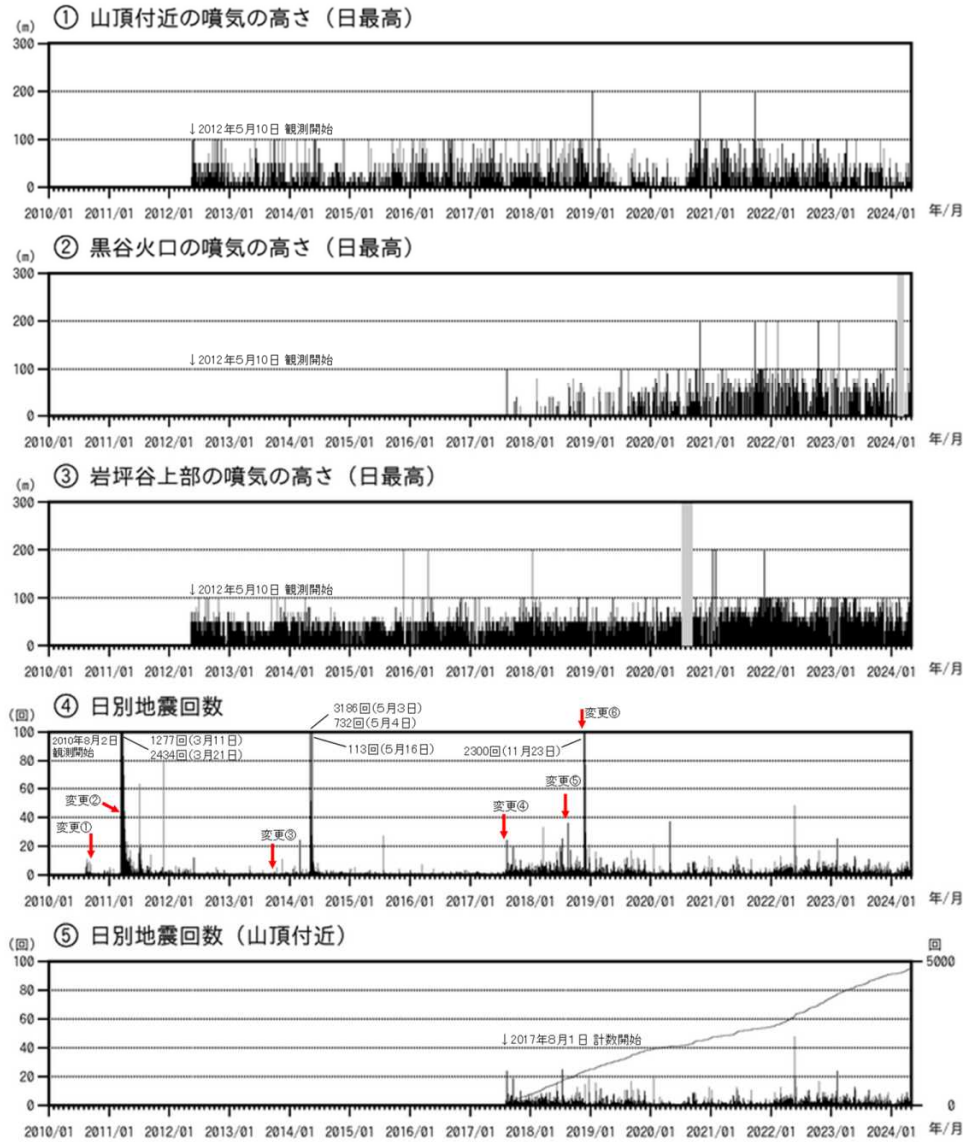 ① 山頂付近の噴気の高さ（日最高）
(m)
300
200
100
0
↓2012年5月10日 観測開始
2010/01 2011/01 2012/01 2013/01 2014/01 2015/01 2016/01 2017/01 2018/01 2019/01 2020/01 2021/01 2022/01 2023/01 2024/01 年/月
② 黒谷火口の噴気の高さ（日最高）
(m)
300
200
100
0
↓2012年5月10日 観測開始
2010/01 2011/01 2012/01 2013/01 2014/01 2015/01 2016/01 2017/01 2018/01 2019/01 2020/01 2021/01 2022/01 2023/01 2024/01 年/月
③ 岩坪谷上部の噴気の高さ（日最高）
(m)
300
200
100
0
↓2012年5月10日 観測開始
2010/01 2011/01 2012/01 2013/01 2014/01 2015/01 2016/01 2017/01 2018/01 2019/01 2020/01 2021/01 2022/01 2023/01 2024/01 年/月
④ 日別地震回数
(回)
100
80
60
40
20
0
2010年8月2日
観測開始
1277回(3月11日)
2434回(3月21日)
3186回(5月3日)
732回(5月4日)
113回(5月16日)
2300回(11月23日)
変更①
変更②
変更③
変更④
変更⑤
変更⑥
2010/01 2011/01 2012/01 2013/01 2014/01 2015/01 2016/01 2017/01 2018/01 2019/01 2020/01 2021/01 2022/01 2023/01 2024/01 年/月
⑤ 日別地震回数（山頂付近）
(回)
100
80
60
40
20
0
回
5000
0
↓2017年8月1日 計数開始
2010/01 2011/01 2012/01 2013/01 2014/01 2015/01 2016/01 2017/01 2018/01 2019/01 2020/01 2021/01 2022/01 2023/01 2024/01 年/月